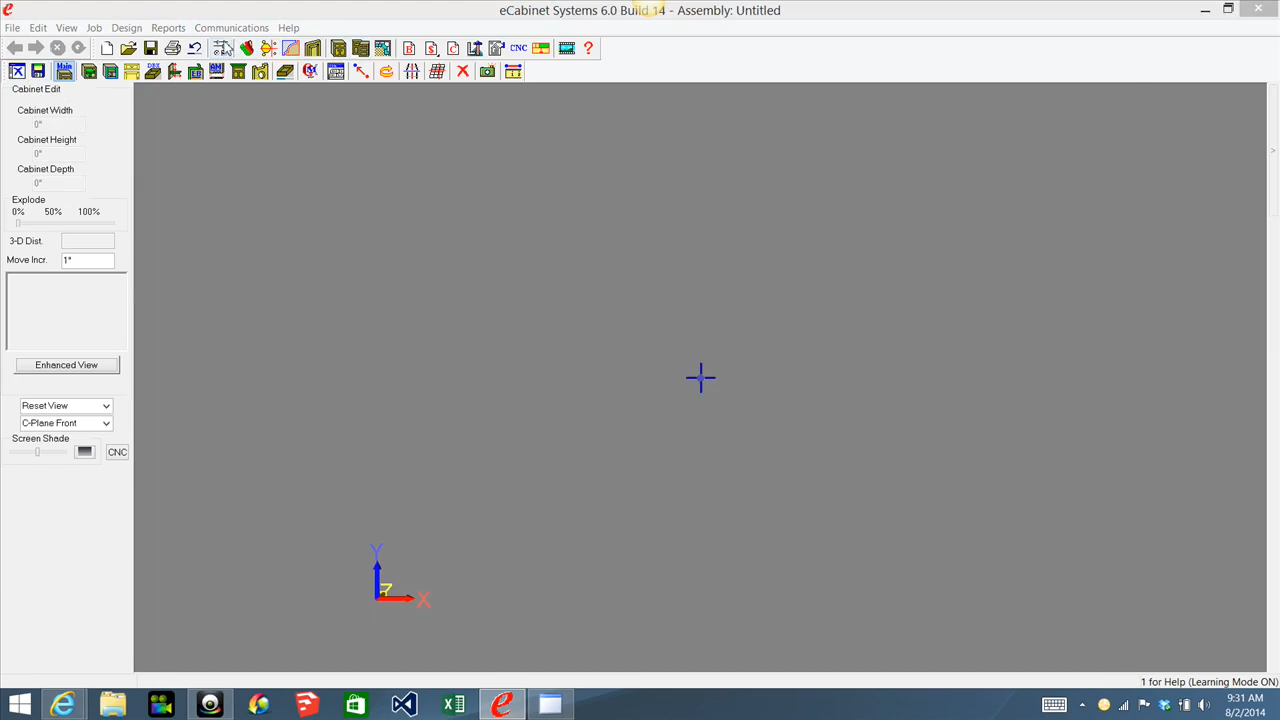 eCabinet Systems 6.0 Build 14 - Assembly: Untitled
File Edit View Job Design Reports Communications Help
B $ C CNC ?
Main
Cabinet Edit
Cabinet Width
0"
Cabinet Height
0"
Cabinet Depth
0"
Explode
0% 50% 100%
3-D Dist.
Move Incr. 1"
Enhanced View
Reset View
C-Plane Front
Screen Shade
CNC
Y
Z
X
1 for Help (Learning Mode ON)
9:31 AM
8/2/2014